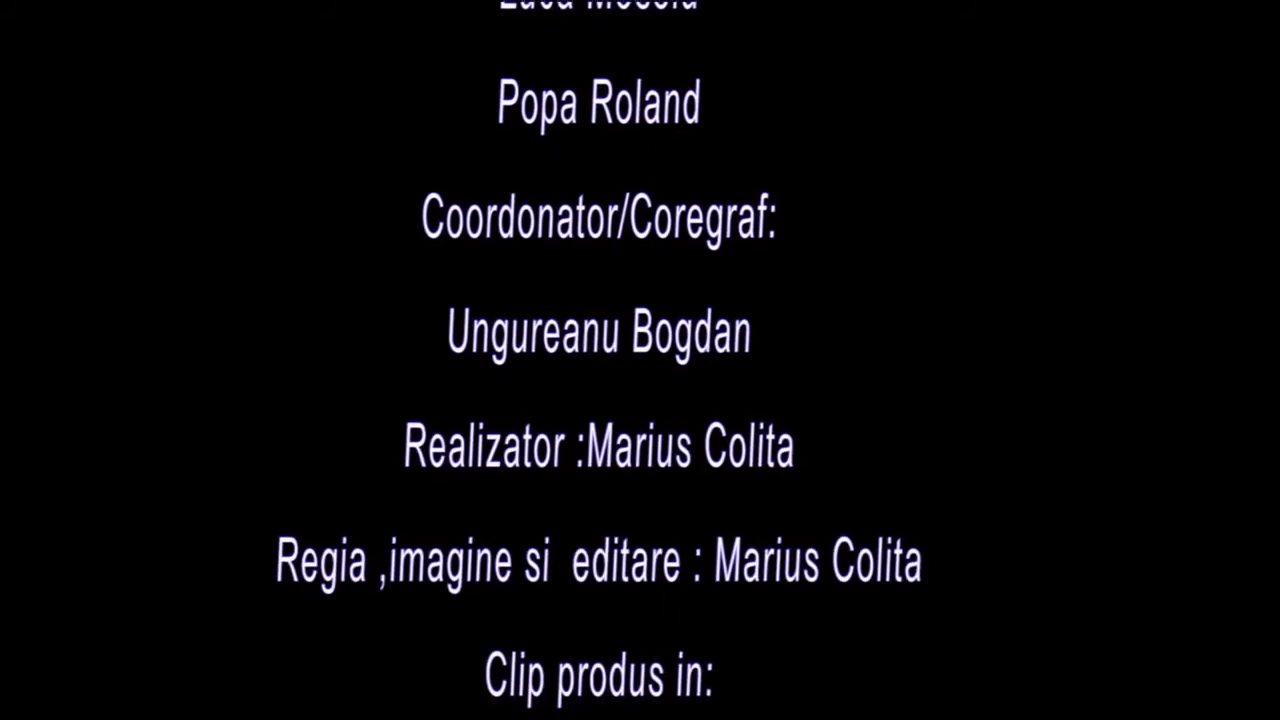 Popa Roland
Coordonator/Coregraf:
Ungureanu Bogdan
Realizator :Marius Colita
Regia ,imagine si  editare : Marius Colita
Clip produs in: